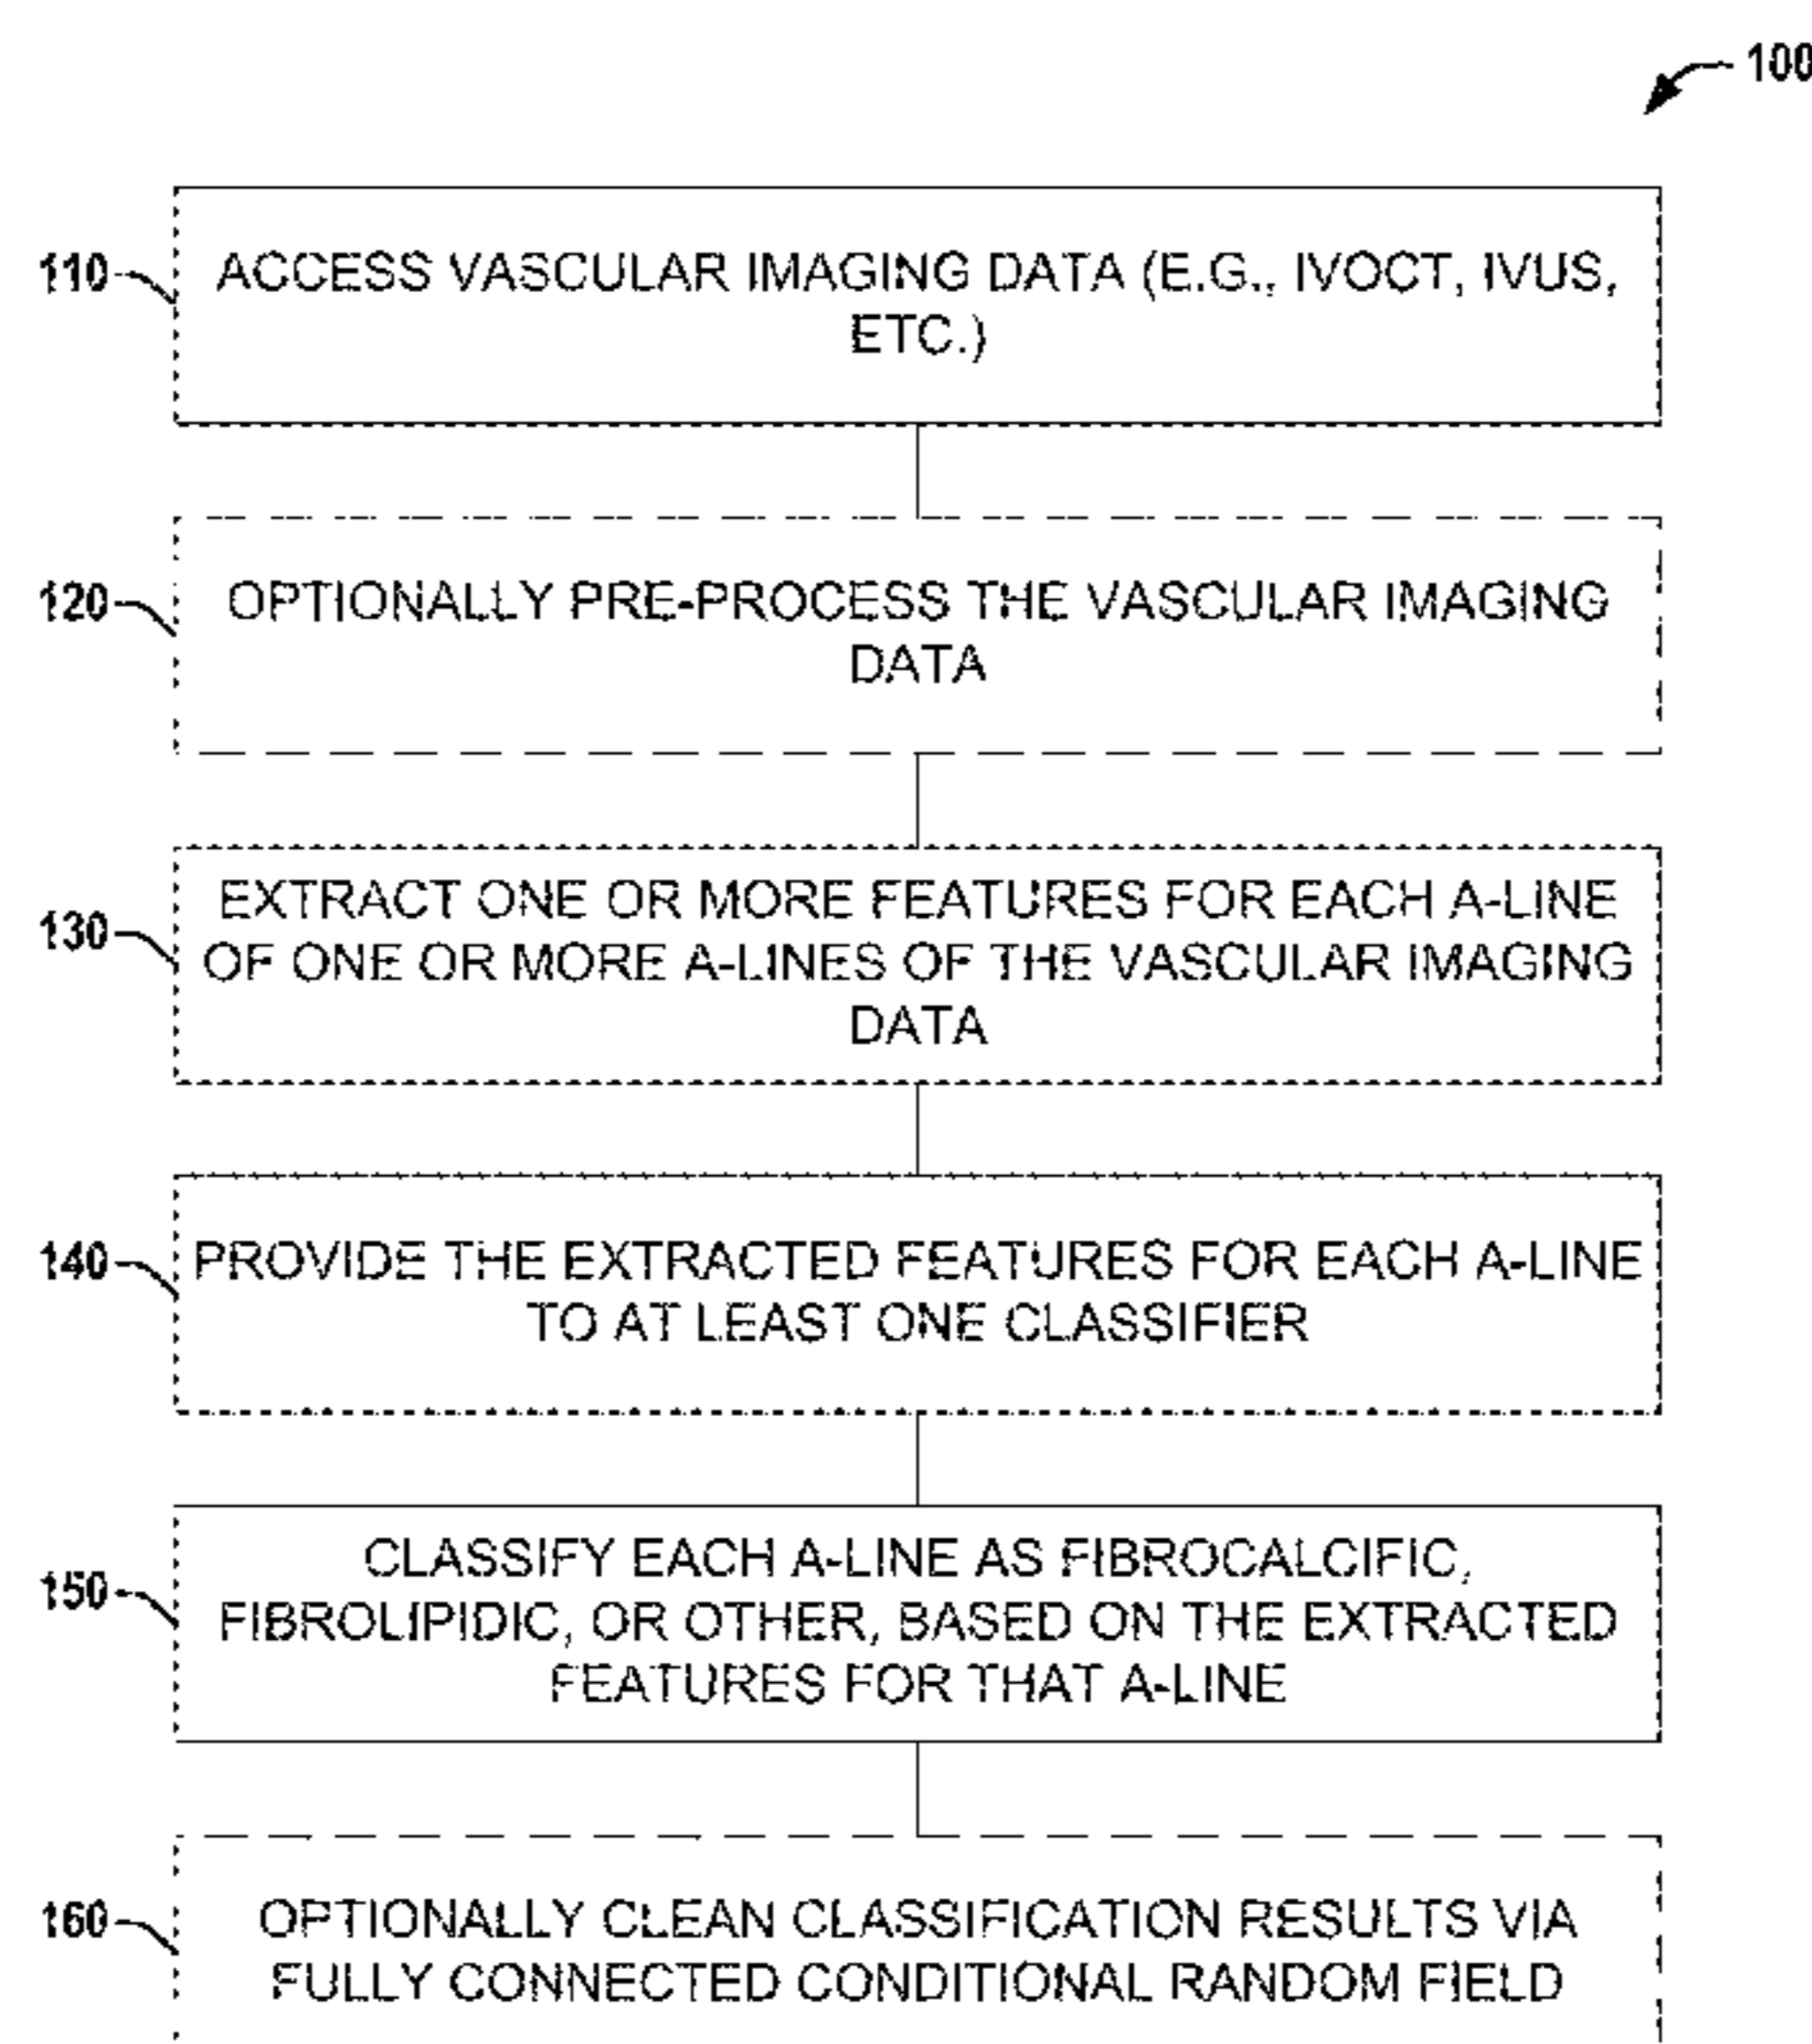 100
110
ACCESS VASCULAR IMAGING DATA (E.G., IVOCT, IVUS,
ETC.)
120
OPTIONALLY PRE-PROCESS THE VASCULAR IMAGING
DATA
130
EXTRACT ONE OR MORE FEATURES FOR EACH A-LINE
OF ONE OR MORE A-LINES OF THE VASCULAR IMAGING
DATA
140
PROVIDE THE EXTRACTED FEATURES FOR EACH A-LINE
TO AT LEAST ONE CLASSIFIER
150
CLASSIFY EACH A-LINE AS FIBROCALCIFIC,
FIBROLIPIDIC, OR OTHER, BASED ON THE EXTRACTED
FEATURES FOR THAT A-LINE
160
OPTIONALLY CLEAN CLASSIFICATION RESULTS VIA
FULLY CONNECTED CONDITIONAL RANDOM FIELD